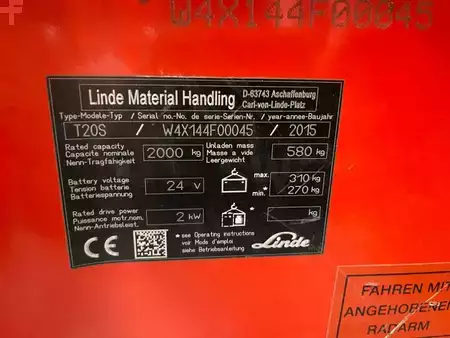 W4X144F00045
Linde Material Handling
D-63743 Aschaffenburg
Carl-von-Linde-Platz
Type-Modele-Typ / Serial no.-No. de serie-Serien-Nr. / year-annee-Baujahr
T20S / W4X144F00045 / 2015
Rated capacity
Capacite nominale
Nenn-Tragfahigkeit
2000 kg
Unladen mass
Masse a vide
Leergewicht
580 kg
Battery voltage
Tension batterie
Batteriespannung
24 V
max.
min.
310 kg
270 kg
Rated drive power
Puissance mot.nom.
Nenn-Antriebsleist.
2 kW
kg
CE
see Operating instructions
voir Mode d'emploi
siehe Betriebsanleitung
Linde
FAHREN MIT
ANGEHOBENEN
RADARM